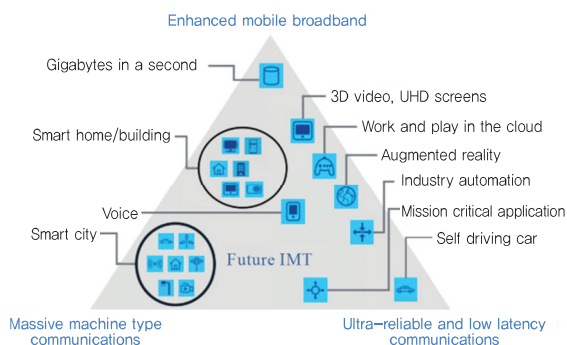 Enhanced mobile broadband
Gigabytes in a second
3D video, UHD screens
Smart home/building
Work and play in the cloud
Augmented reality
Industry automation
Voice
Mission critical application
Smart city
Self driving car
Future IMT
Massive machine type
communications
Ultra-reliable and low latency
communications